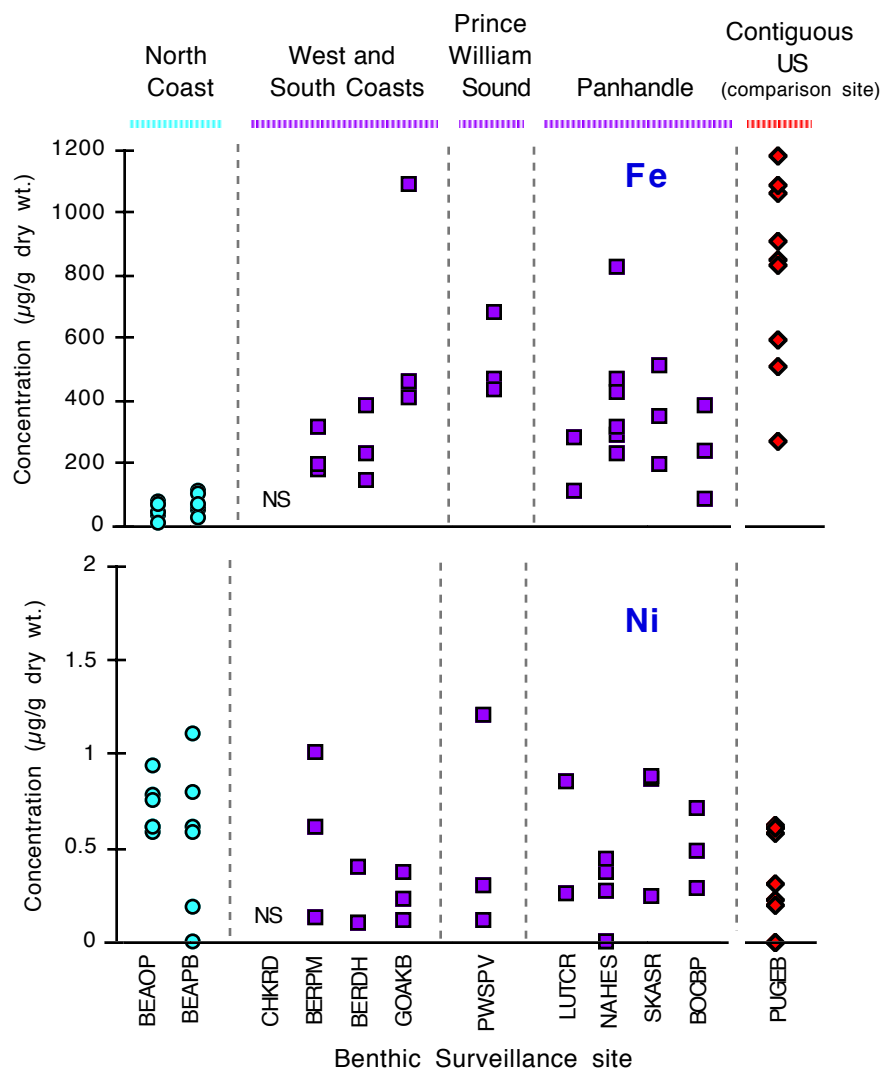 North
Coast
West and
South Coasts
Prince
William
Sound
Panhandle
Contiguous
US
(comparison site)
Concentration (µg/g dry wt.)
1200
1000
800
600
400
200
0
Fe
NS
Concentration (µg/g dry wt.)
2
1.5
1
0.5
0
Ni
NS
BEAOP
BEAPB
CHKRD
BERPM
BERDH
GOAKB
PWSPV
LUTCR
NAHES
SKASR
BOCBP
PUGEB
Benthic Surveillance site